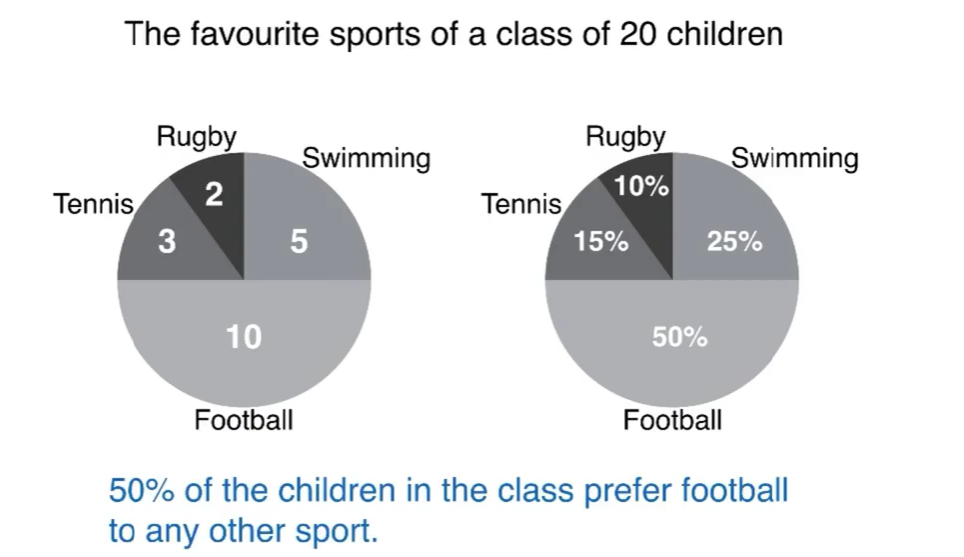 The favourite sports of a class of 20 children
Rugby
Swimming
Tennis
2
3
5
10
Football
Rugby
Swimming
Tennis
10%
15%
25%
50%
Football
50% of the children in the class prefer football
to any other sport.